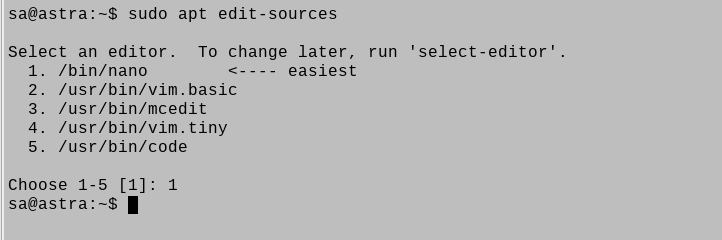 sa@astra:~$ sudo apt edit-sources
Select an editor.  To change later, run 'select-editor'.
  1. /bin/nano        <---- easiest
  2. /usr/bin/vim.basic
  3. /usr/bin/mcedit
  4. /usr/bin/vim.tiny
  5. /usr/bin/code
Choose 1-5 [1]: 1
sa@astra:~$